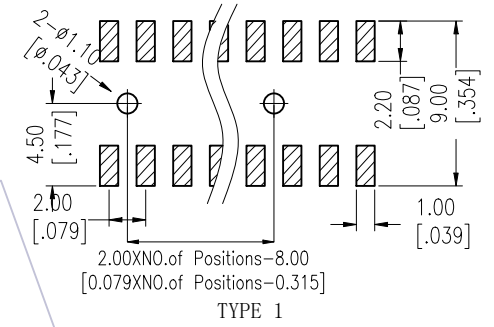 2-ø1.10
[ø.043]
4.50
[.177]
2.20
[.087]
9.00
[.354]
2.00
[.079]
1.00
[.039]
2.00XNO.of Positions-8.00
[0.079XNO.of Positions-0.315]
TYPE 1